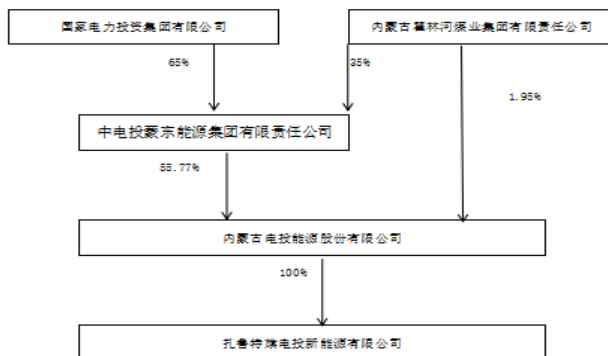 国家电力投资集团有限公司
内蒙古霍林河煤业集团有限责任公司
65%
35%
1.95%
中电投蒙东能源集团有限责任公司
55.77%
内蒙古电投能源股份有限公司
100%
扎鲁特旗电投新能源有限公司